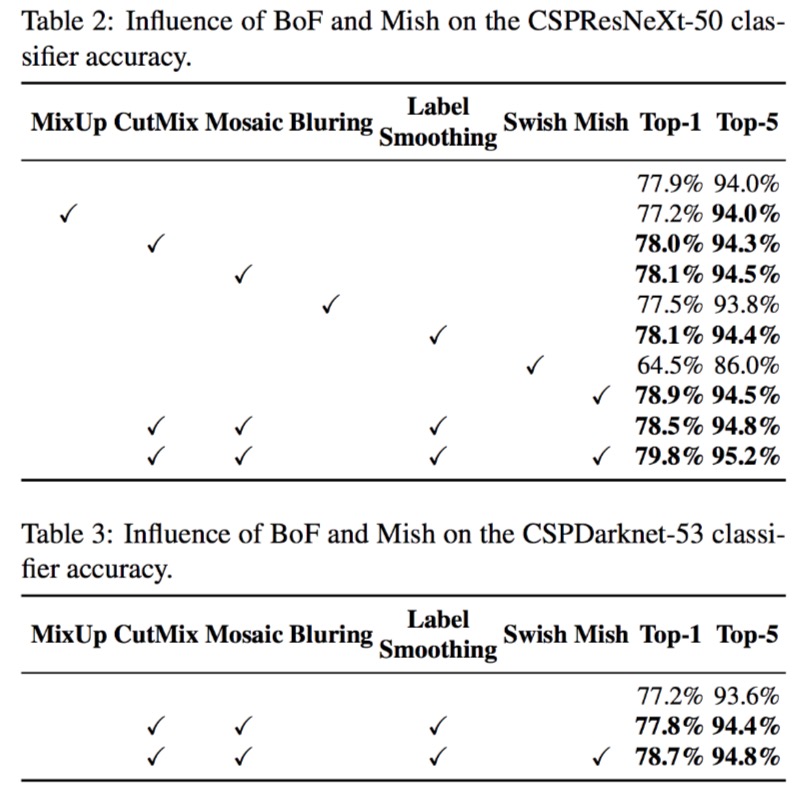 Table 2: Influence of BoF and Mish on the CSPResNeXt-50 clas-
sifier accuracy.
MixUp CutMix Mosaic Bluring Label Smoothing Swish Mish Top-1 Top-5
77.9% 94.0%
✓ 77.2% 94.0%
✓ 78.0% 94.3%
✓ 78.1% 94.5%
✓ 77.5% 93.8%
✓ 78.1% 94.4%
✓ 64.5% 86.0%
✓ 78.9% 94.5%
✓ ✓ ✓ 78.5% 94.8%
✓ ✓ ✓ ✓ 79.8% 95.2%
Table 3: Influence of BoF and Mish on the CSPDarknet-53 classi-
fier accuracy.
MixUp CutMix Mosaic Bluring Label Smoothing Swish Mish Top-1 Top-5
77.2% 93.6%
✓ ✓ ✓ 77.8% 94.4%
✓ ✓ ✓ ✓ 78.7% 94.8%